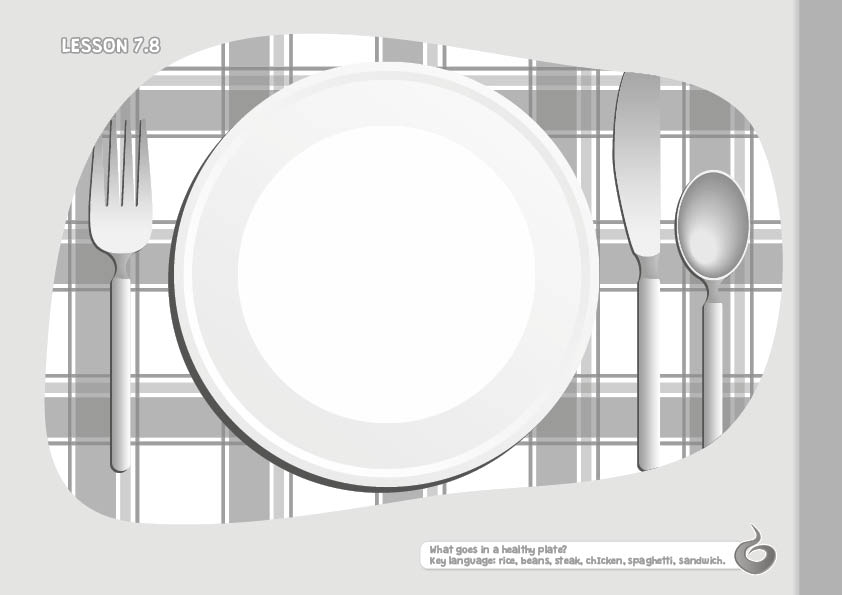 LESSON 7.8
What goes in a healthy plate?
Key language: rice, beans, steak, chicken, spaghetti, sandwich.